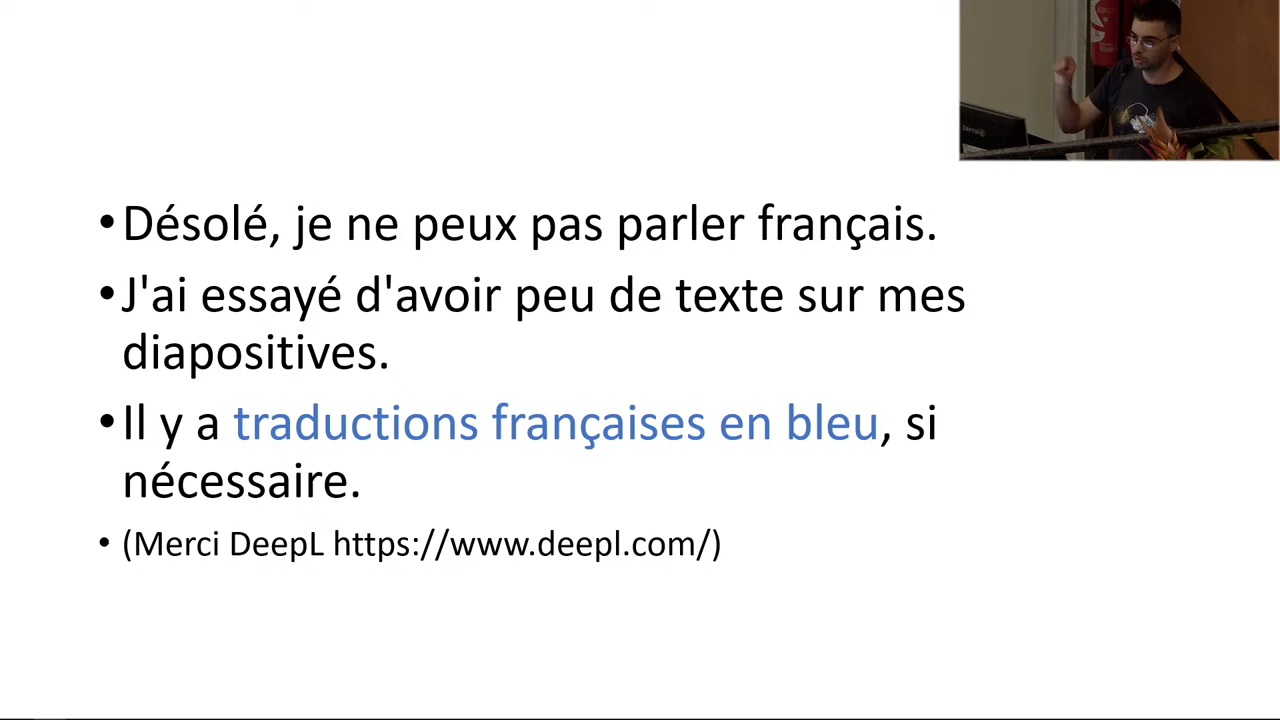 •Désolé, je ne peux pas parler français.
•J'ai essayé d'avoir peu de texte sur mes
diapositives.
•Il y a traductions françaises en bleu, si
nécessaire.
• (Merci DeepL https://www.deepl.com/)